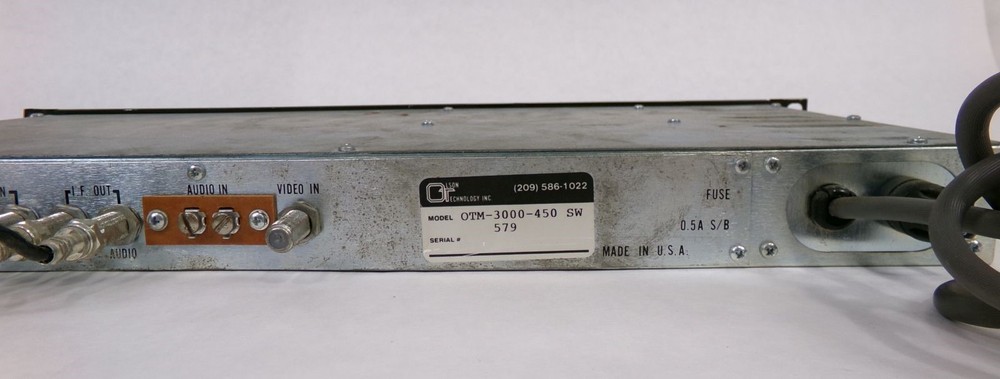 N
I F OUT
AUDIO IN
VIDEO IN
AUDIO
OLSON
TECHNOLOGY INC.
(209) 586-1022
MODEL OTM-3000-450 SW
579
SERIAL #
FUSE
0.5A S/B
MADE IN U.S.A.